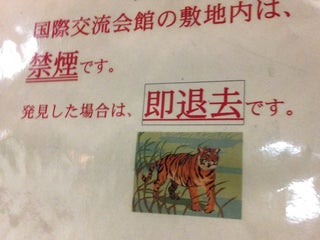 国際交流会館の敷地内は、
禁煙です。
発見した場合は、即退去です。